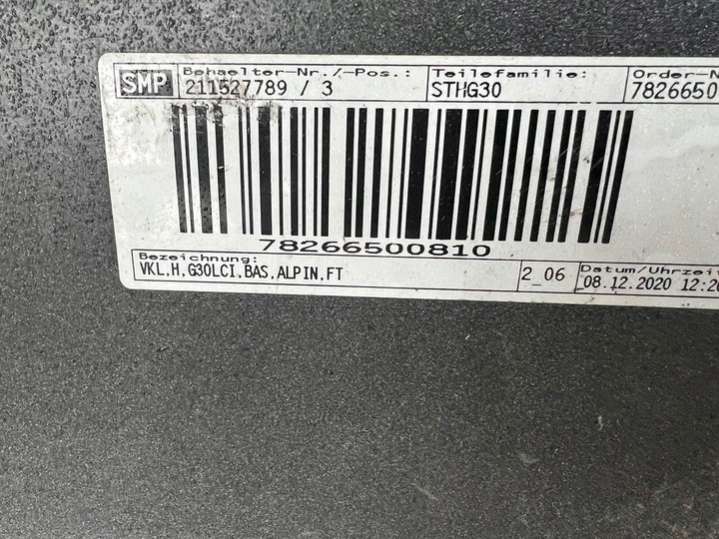 SMP
Behaelter-Nr./-Pos.:
211527789 / 3
Teilefamilie:
STHG30
Order-N
7826650
78266500810
Bezeichnung:
VKL,H,G30LCI,BAS,ALPIN,FT
2_06
Datum/Uhrzei
08.12.2020 12:20